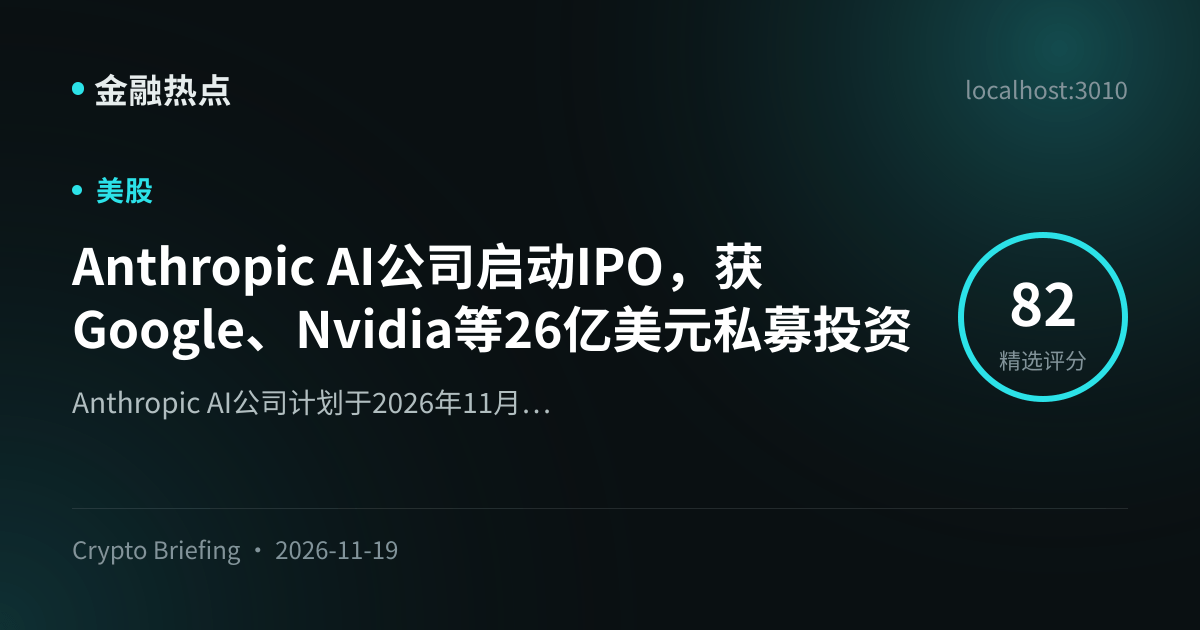 金融热点
localhost:3010
美股
Anthropic AI公司启动IPO，获
Google、Nvidia等26亿美元私募投资
82
精选评分
Anthropic AI公司计划于2026年11月…
Crypto Briefing · 2026-11-19